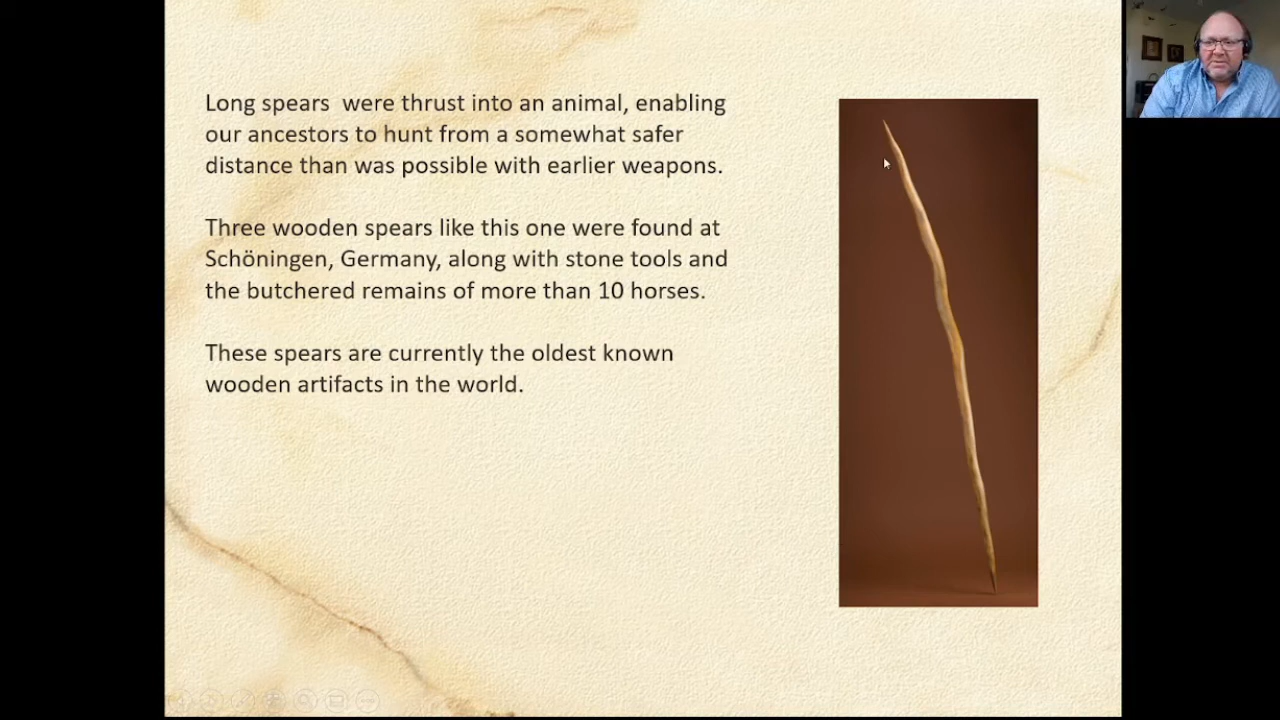 Long spears  were thrust into an animal, enabling
our ancestors to hunt from a somewhat safer
distance than was possible with earlier weapons.
Three wooden spears like this one were found at
Schöningen, Germany, along with stone tools and
the butchered remains of more than 10 horses.
These spears are currently the oldest known
wooden artifacts in the world.